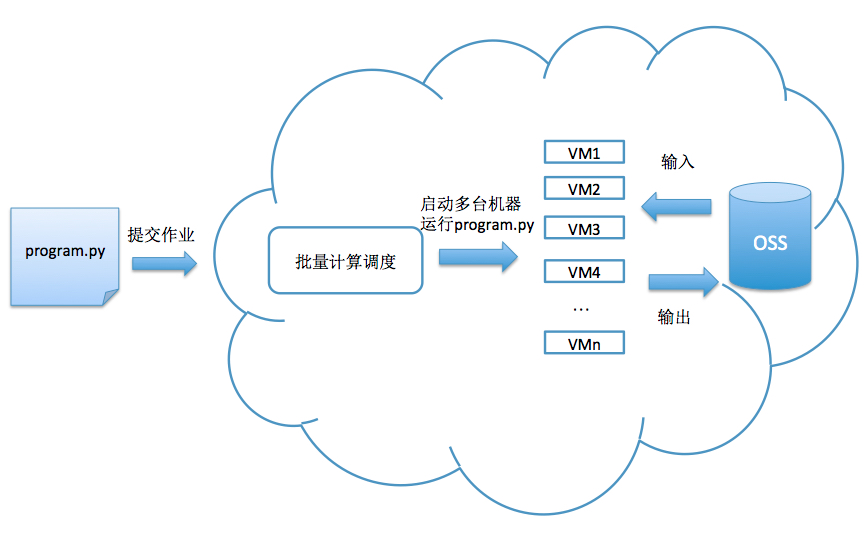 program.py
提交作业
批量计算调度
启动多台机器
运行program.py
VM1
VM2
VM3
VM4
...
VMn
输入
OSS
输出